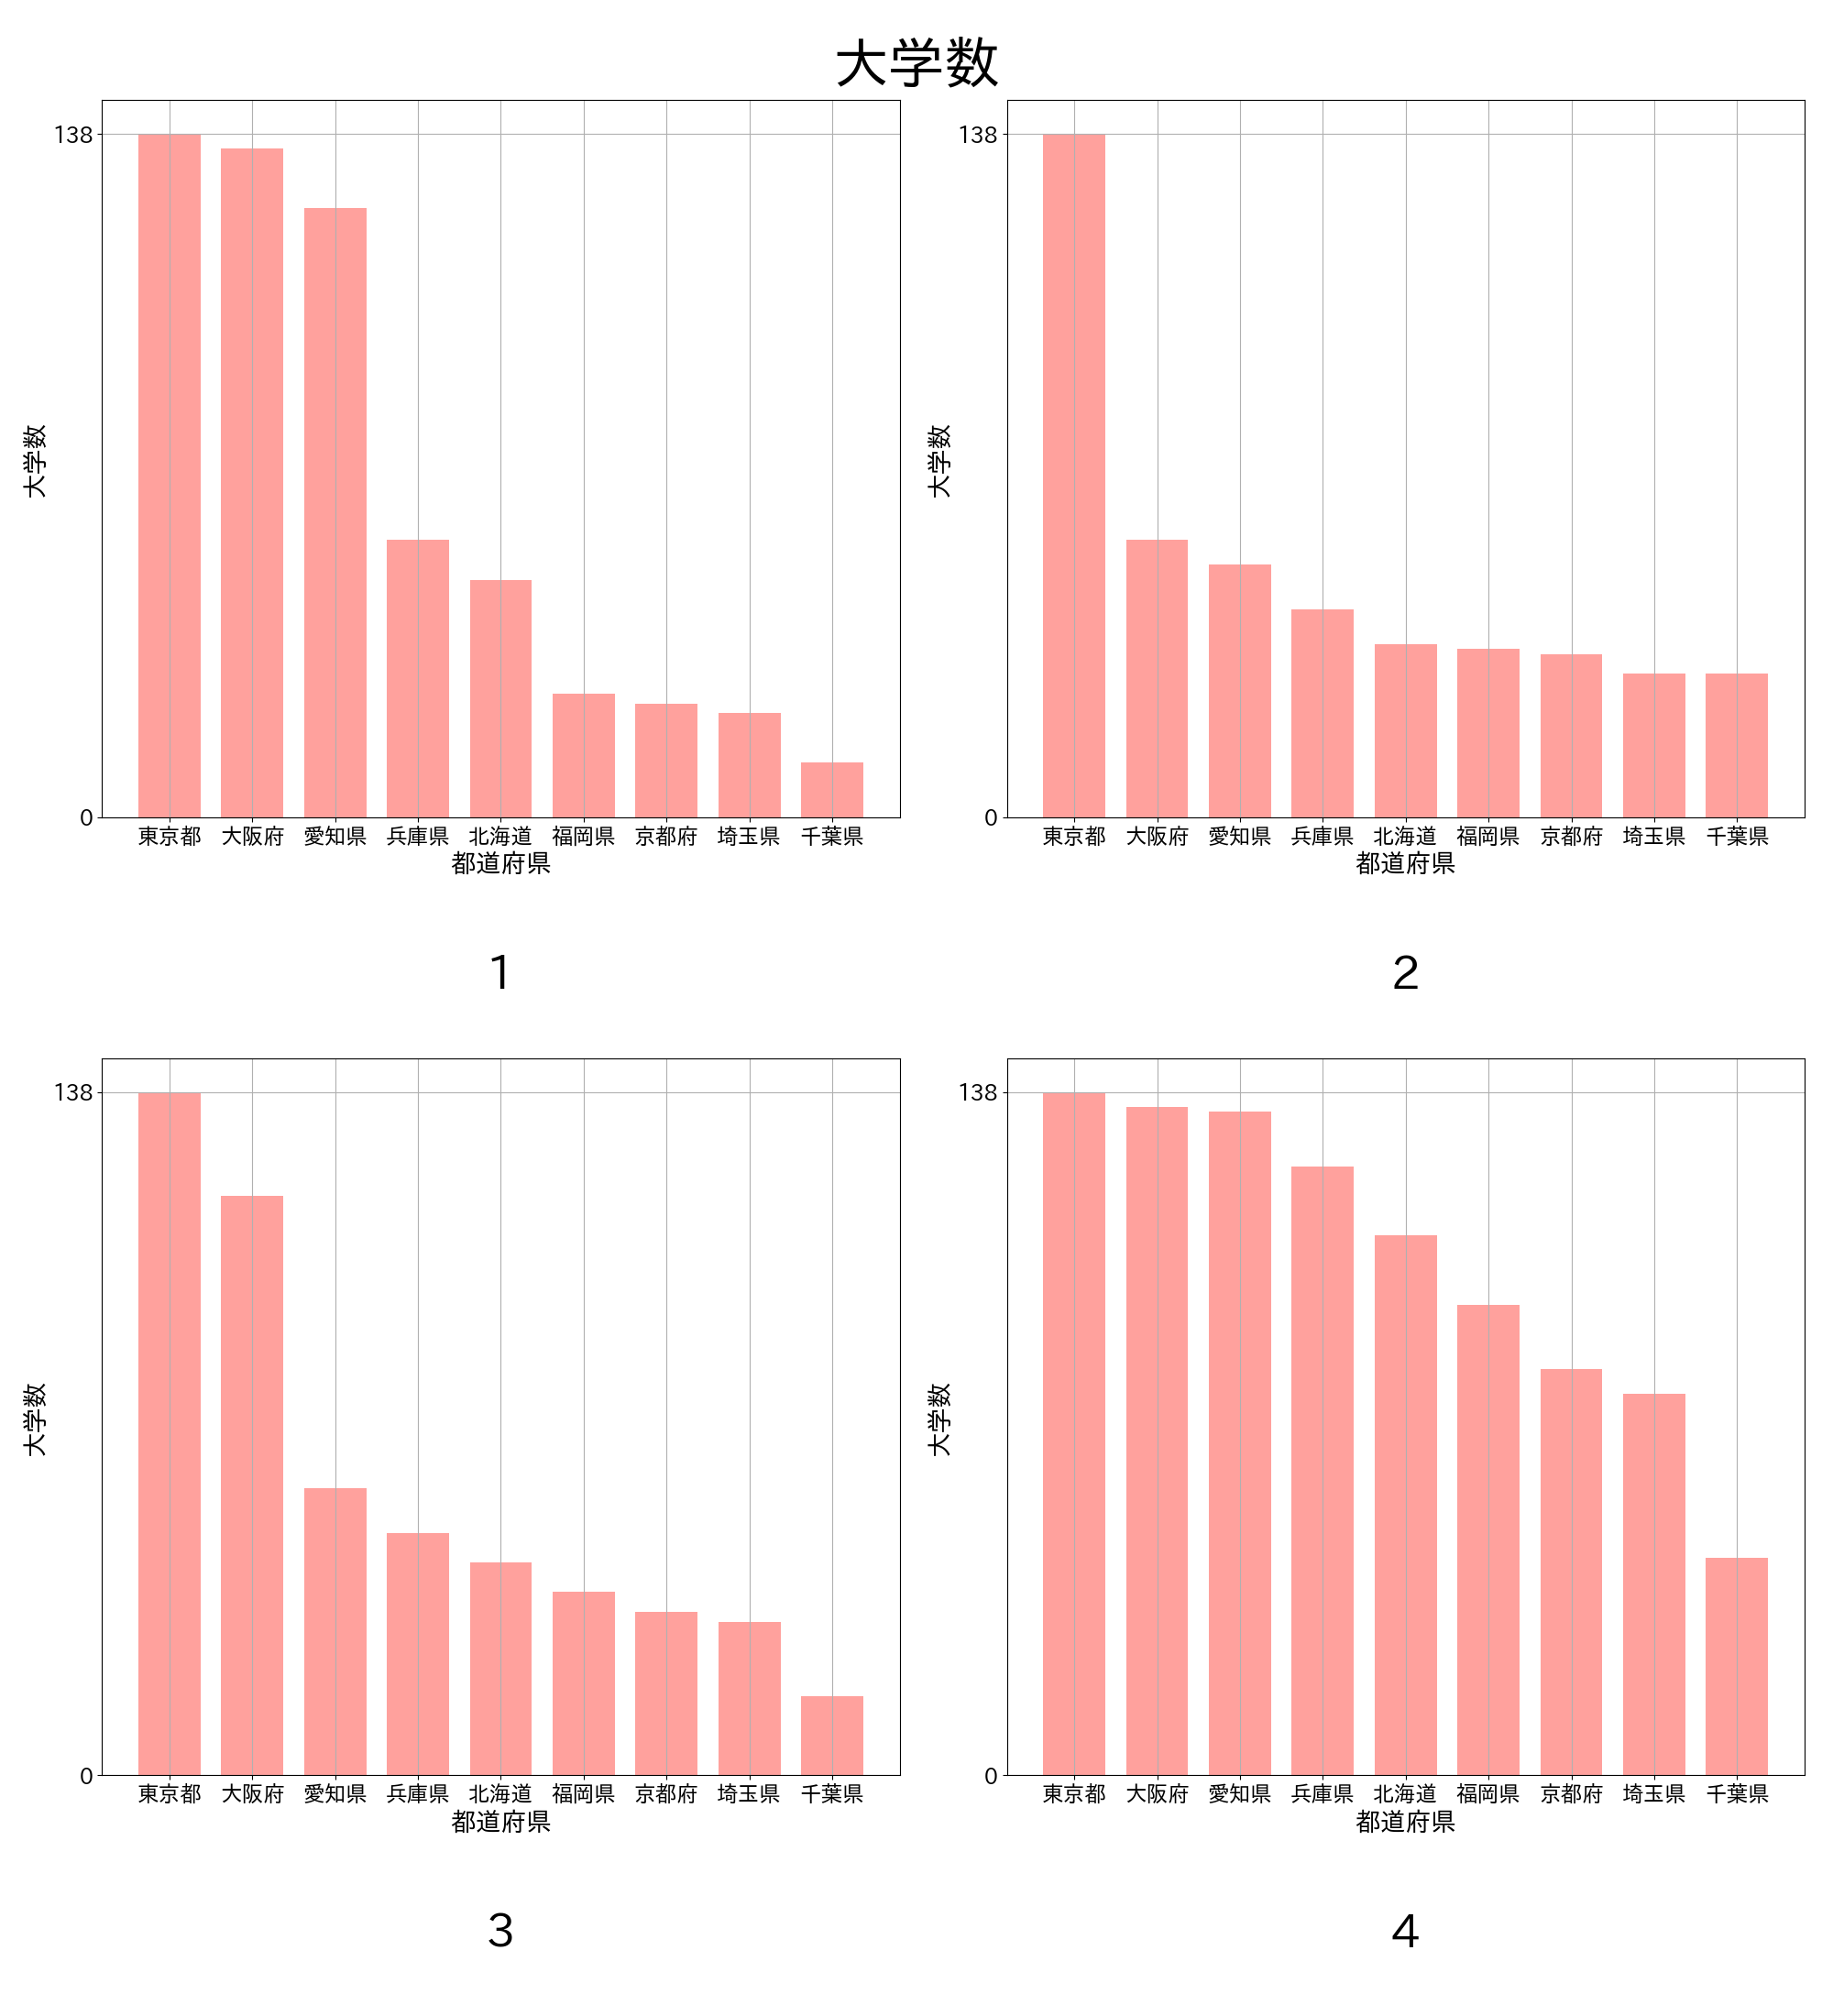 大学数
138
大学数
0
東京都 大阪府 愛知県 兵庫県 北海道 福岡県 京都府 埼玉県 千葉県
都道府県
1
138
大学数
0
東京都 大阪府 愛知県 兵庫県 北海道 福岡県 京都府 埼玉県 千葉県
都道府県
2
138
大学数
0
東京都 大阪府 愛知県 兵庫県 北海道 福岡県 京都府 埼玉県 千葉県
都道府県
3
138
大学数
0
東京都 大阪府 愛知県 兵庫県 北海道 福岡県 京都府 埼玉県 千葉県
都道府県
4